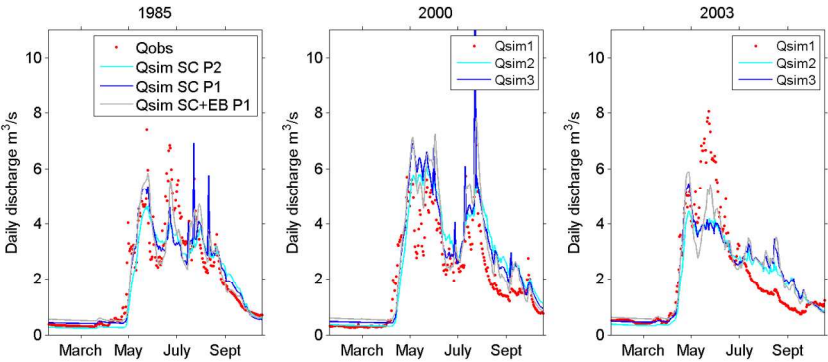 1985
2000
2003
Daily discharge m³/s
10
8
6
4
2
0
March May July Sept
Qobs
Qsim SC P2
Qsim SC P1
Qsim SC+EB P1
Daily discharge m³/s
10
8
6
4
2
0
March May July Sept
Qsim1
Qsim2
Qsim3
Daily discharge m³/s
10
8
6
4
2
0
March May July Sept
Qsim1
Qsim2
Qsim3